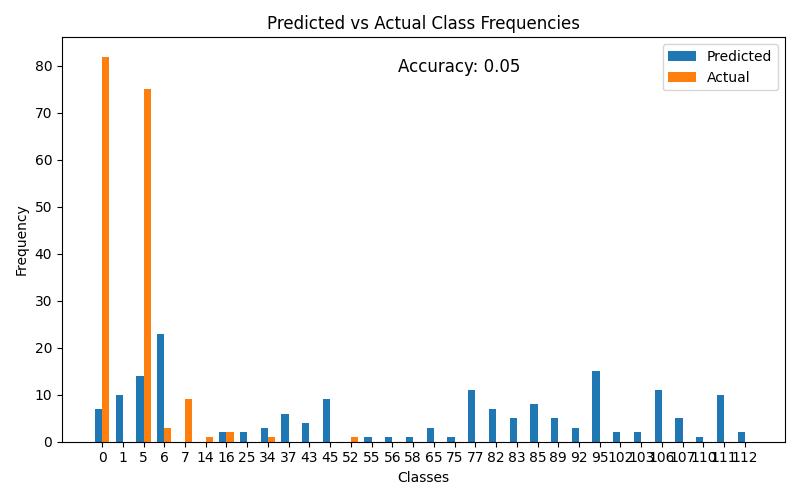 Predicted vs Actual Class Frequencies
Accuracy: 0.05
Predicted
Actual
Frequency
80
70
60
50
40
30
20
10
0
0 1 5 6 7 14 16 25 34 37 43 45 52 55 56 58 65 75 77 82 83 85 89 92 95 102 103 106 107 110 111 112
Classes